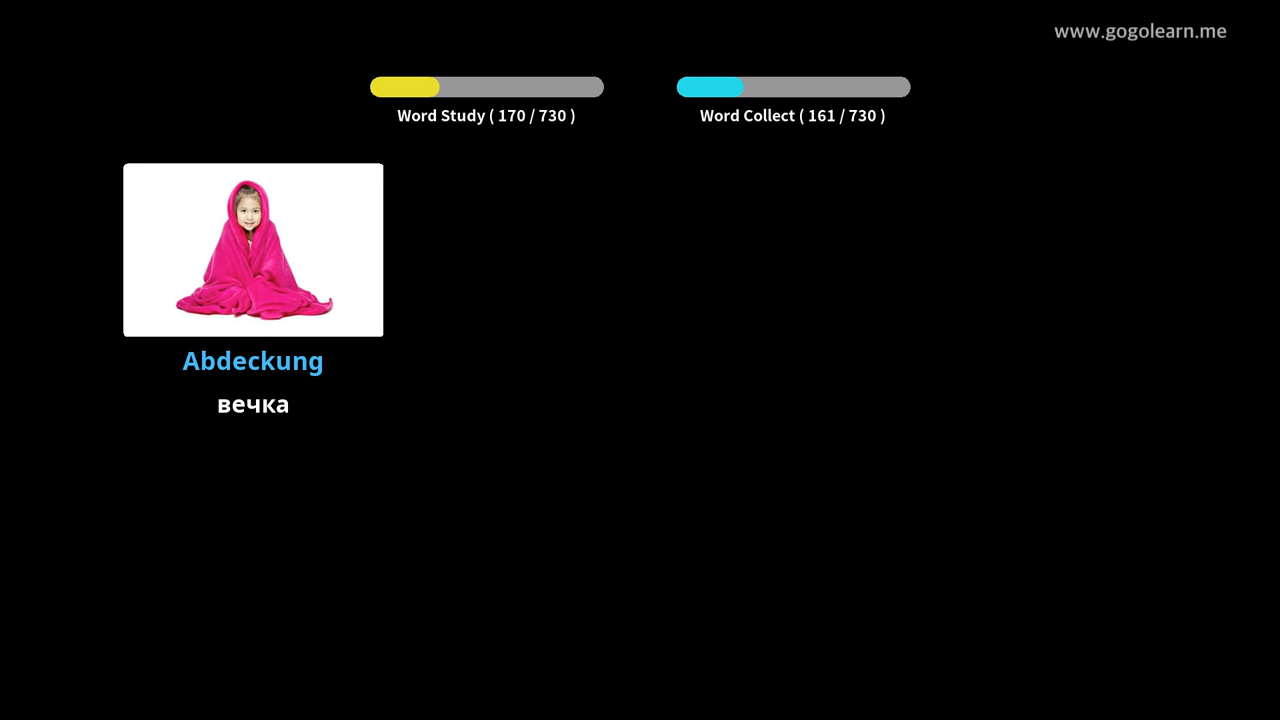 www.gogolearn.me
Word Study ( 170 / 730 )
Word Collect ( 161 / 730 )
Abdeckung
вечка